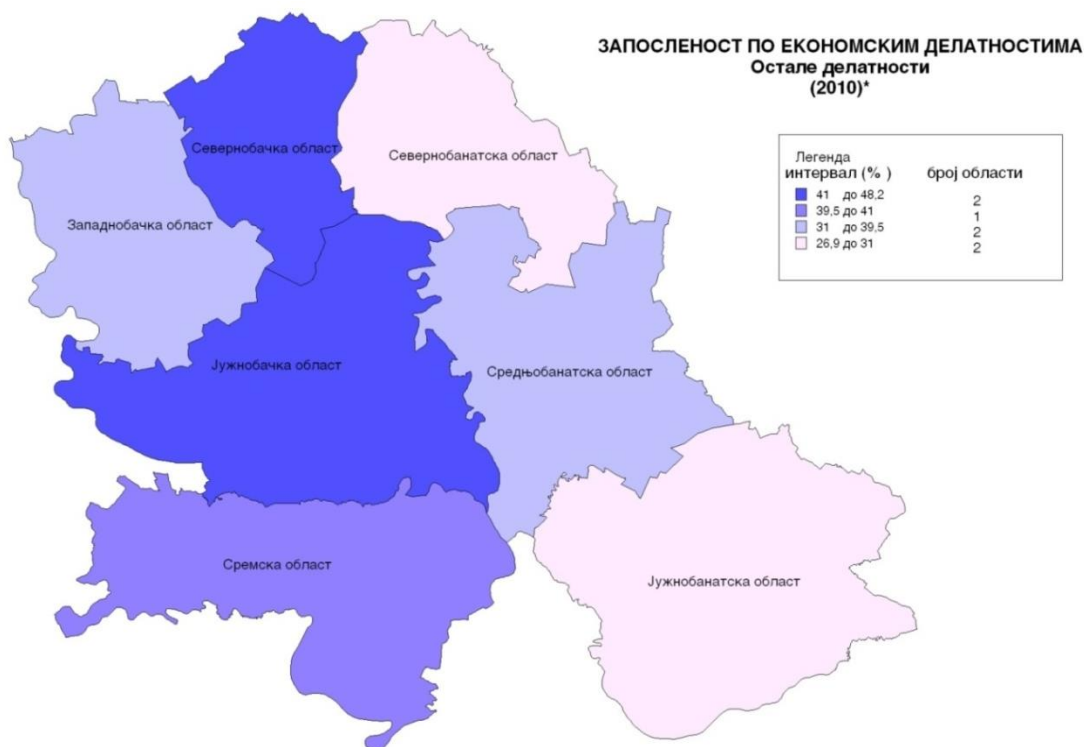 ЗАПОСЛЕНОСТ ПО ЕКОНОМСКИМ ДЕЛАТНОСТИМА
Остале делатности
(2010)*
Легенда
интервал (% ) број области
41 до 48,2 2
39,5 до 41 1
31 до 39,5 2
26,9 до 31 2
Севернобачка област
Севернобанатска област
Западнобачка област
Јужнобачка област
Средњобанатска област
Сремска област
Јужнобанатска област